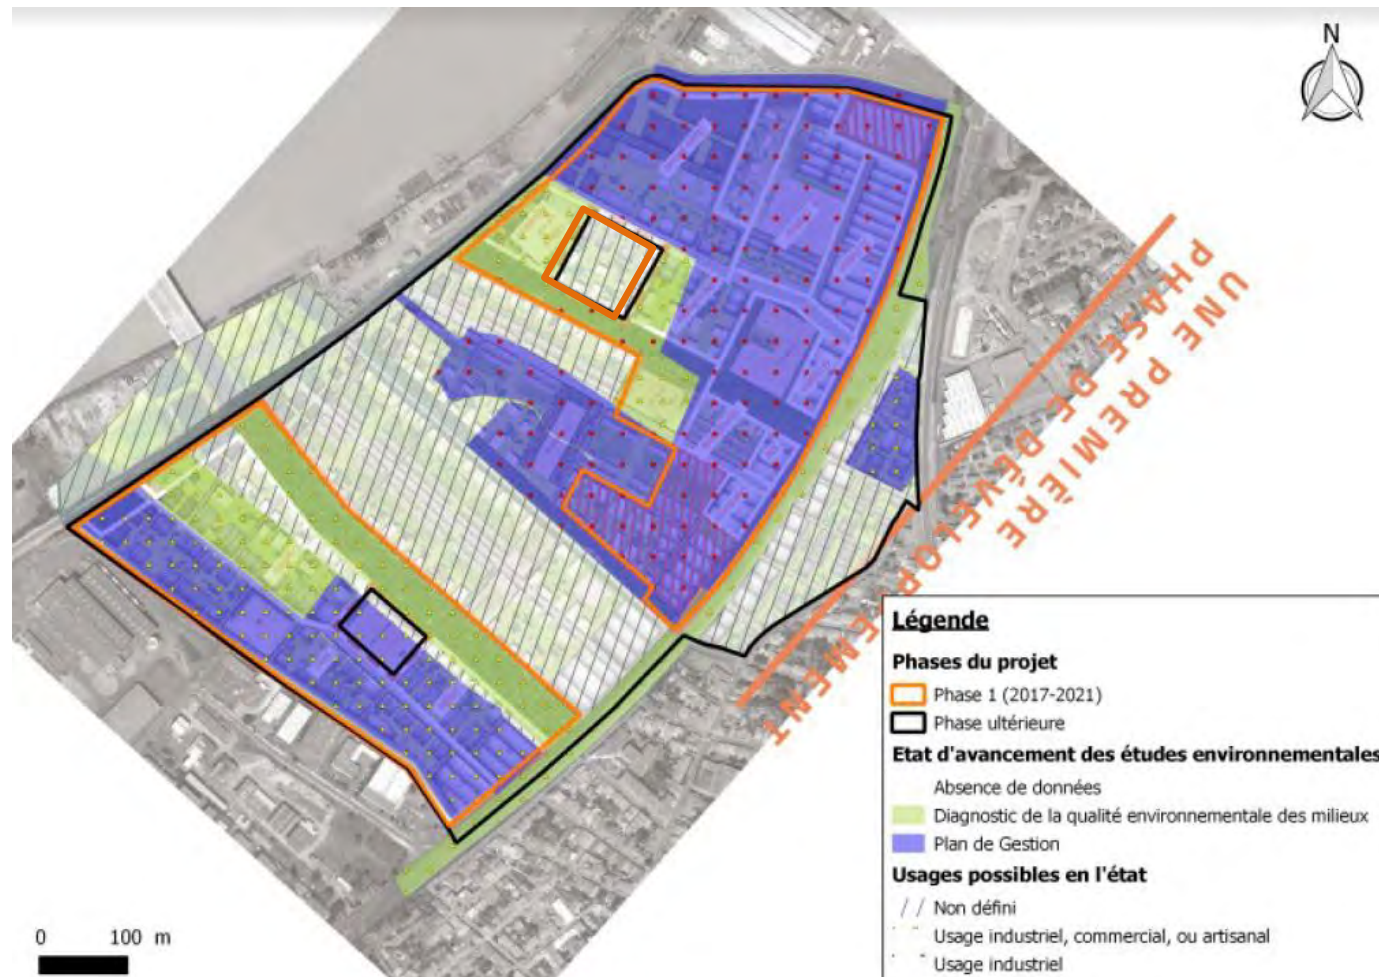 N
UNE PREMIÈRE
PHASE DE DÉVELOPPEMENT
Légende
Phases du projet
Phase 1 (2017-2021)
Phase ultérieure
Etat d'avancement des études environnementales
Absence de données
Diagnostic de la qualité environnementale des milieux
Plan de Gestion
Usages possibles en l'état
Non défini
Usage industriel, commercial, ou artisanal
Usage industriel
0 100 m